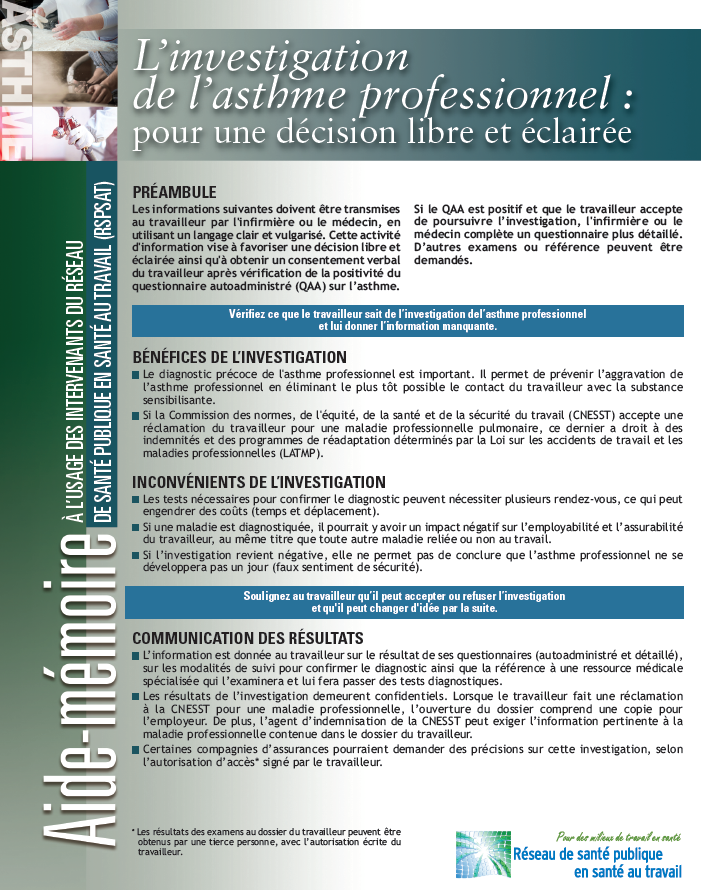 ASTHME
L’investigation
de l’asthme professionnel :
pour une décision libre et éclairée
Aide-mémoire
À L’USAGE DES INTERVENANTS DU RÉSEAU
DE SANTÉ PUBLIQUE EN SANTÉ AU TRAVAIL (RSPSAT)
PRÉAMBULE
Les informations suivantes doivent être transmises
au travailleur par l'infirmière ou le médecin, en
utilisant un langage clair et vulgarisé. Cette activité
d'information vise à favoriser une décision libre et
éclairée ainsi qu'à obtenir un consentement verbal
du travailleur après vérification de la positivité du
questionnaire autoadministré (QAA) sur l’asthme.
Si le QAA est positif et que le travailleur accepte
de poursuivre l’investigation, l'infirmière ou le
médecin complète un questionnaire plus détaillé.
D’autres examens ou référence peuvent être
demandés.
Vérifiez ce que le travailleur sait de l’investigation del’asthme professionnel
et lui donner l’information manquante.
BÉNÉFICES DE L’INVESTIGATION
Le diagnostic précoce de l'asthme professionnel est important. Il permet de prévenir l’aggravation de
l’asthme professionnel en éliminant le plus tôt possible le contact du travailleur avec la substance
sensibilisante.
Si la Commission des normes, de l'équité, de la santé et de la sécurité du travail (CNESST) accepte une
réclamation du travailleur pour une maladie professionnelle pulmonaire, ce dernier a droit à des
indemnités et des programmes de réadaptation déterminés par la Loi sur les accidents de travail et les
maladies professionnelles (LATMP).
INCONVÉNIENTS DE L’INVESTIGATION
Les tests nécessaires pour confirmer le diagnostic peuvent nécessiter plusieurs rendez-vous, ce qui peut
engendrer des coûts (temps et déplacement).
Si une maladie est diagnostiquée, il pourrait y avoir un impact négatif sur l’employabilité et l’assurabilité
du travailleur, au même titre que toute autre maladie reliée ou non au travail.
Si l’investigation revient négative, elle ne permet pas de conclure que l’asthme professionnel ne se
développera pas un jour (faux sentiment de sécurité).
Soulignez au travailleur qu’il peut accepter ou refuser l’investigation
et qu'il peut changer d'idée par la suite.
COMMUNICATION DES RÉSULTATS
L’information est donnée au travailleur sur le résultat de ses questionnaires (autoadministré et détaillé),
sur les modalités de suivi pour confirmer le diagnostic ainsi que la référence à une ressource médicale
spécialisée qui l’examinera et lui fera passer des tests diagnostiques.
Les résultats de l’investigation demeurent confidentiels. Lorsque le travailleur fait une réclamation
à la CNESST pour une maladie professionnelle, l’ouverture du dossier comprend une copie pour
l’employeur. De plus, l’agent d’indemnisation de la CNESST peut exiger l’information pertinente à la
maladie professionnelle contenue dans le dossier du travailleur.
Certaines compagnies d’assurances pourraient demander des précisions sur cette investigation, selon
l’autorisation d’accès* signé par le travailleur.
* Les résultats des examens au dossier du travailleur peuvent être
obtenus par une tierce personne, avec l’autorisation écrite du
travailleur.
Pour des milieux de travail en santé
Réseau de santé publique
en santé au travail